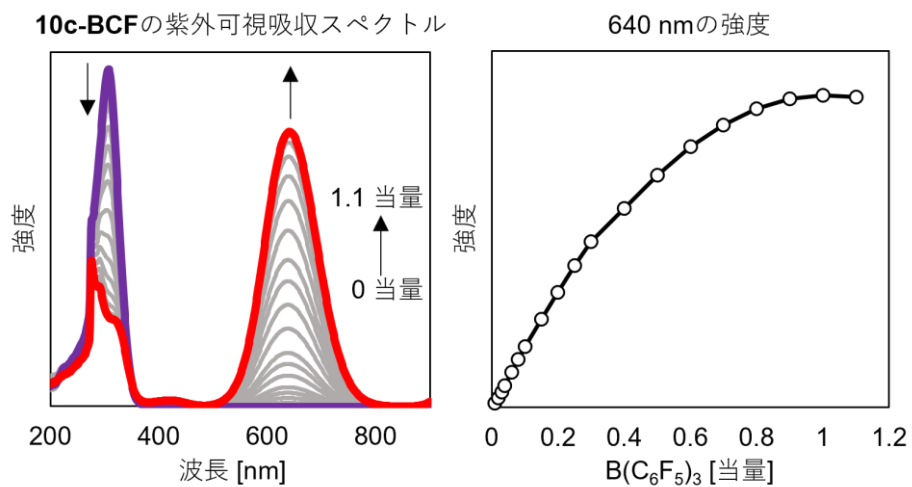 10c-BCFの紫外可視吸収スペクトル
強度
1.1 当量
0 当量
200 400 600 800
波長 [nm]
640 nmの強度
強度
0 0.2 0.4 0.6 0.8 1 1.2
B(C₆F₅)₃ [当量]